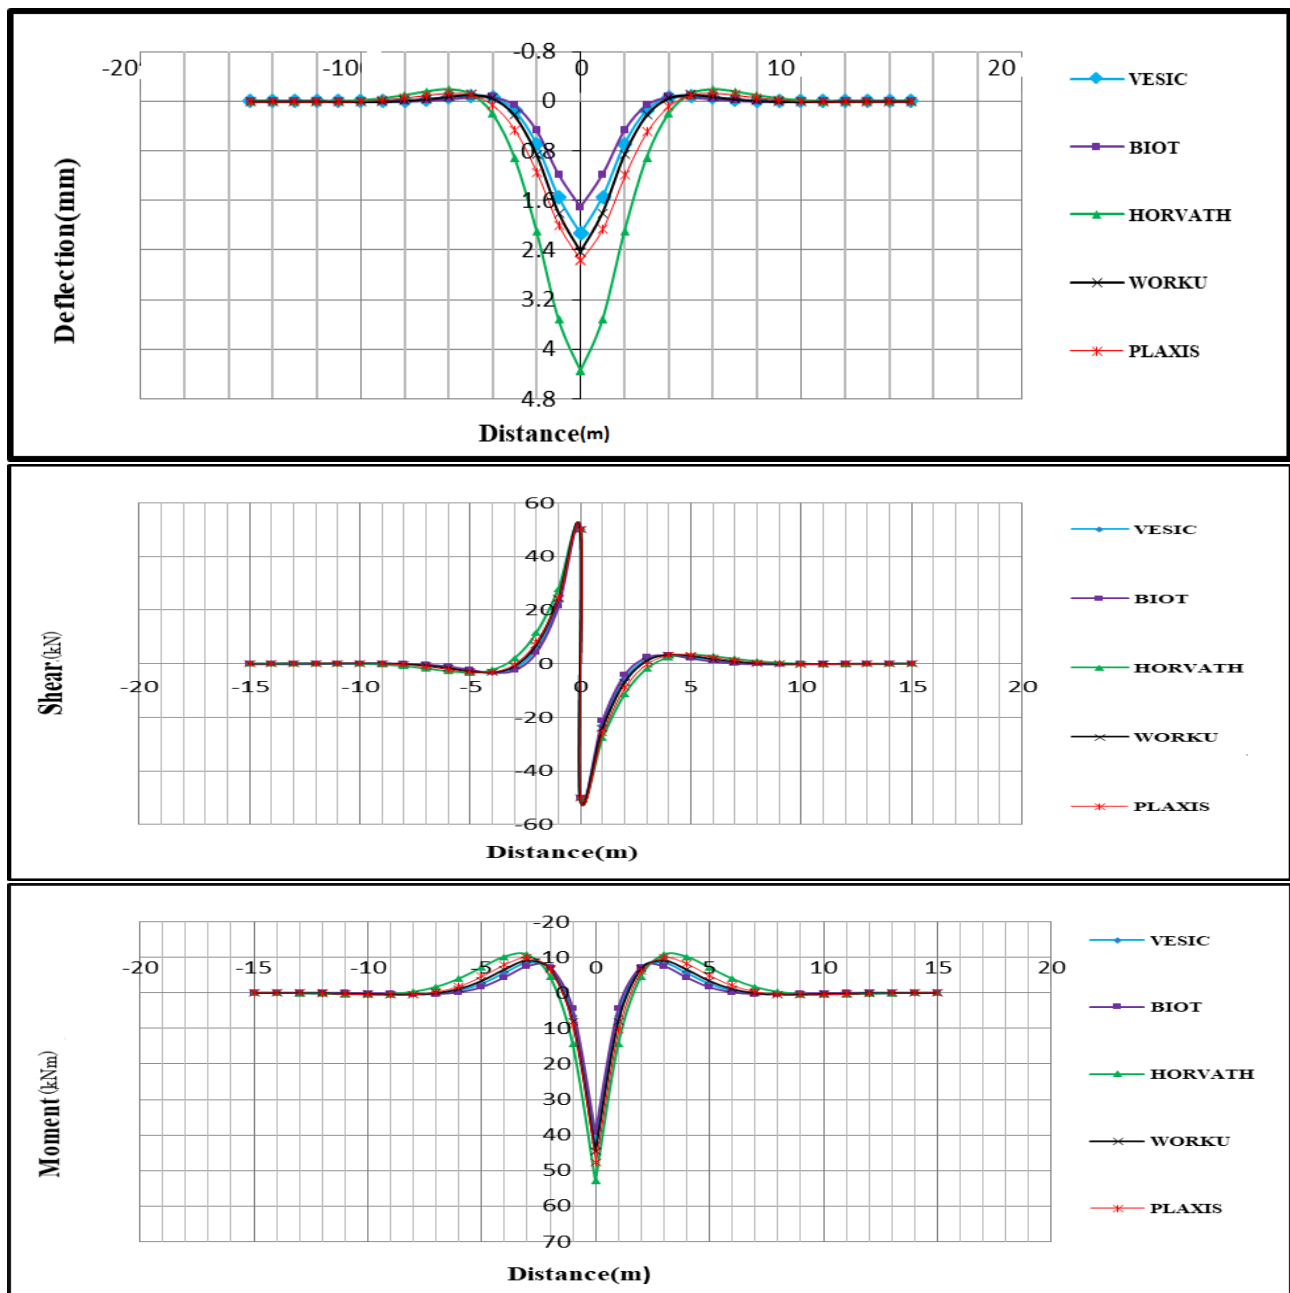 -0.8
-20 -10 0 10 20
0
0.8
1.6
2.4
3.2
4
4.8
Deflection(mm)
Distance(m)
VESIC
BIOT
HORVATH
WORKU
PLAXIS
60
40
20
0
-20 -15 -10 -5 0 5 10 15 20
-20
-40
-60
Shear (kN)
Distance(m)
VESIC
BIOT
HORVATH
WORKU
PLAXIS
-20
-10
-20 -15 -10 -5 0 5 10 15 20
0
10
20
30
40
50
60
70
Moment (kNm)
Distance(m)
VESIC
BIOT
HORVATH
WORKU
PLAXIS